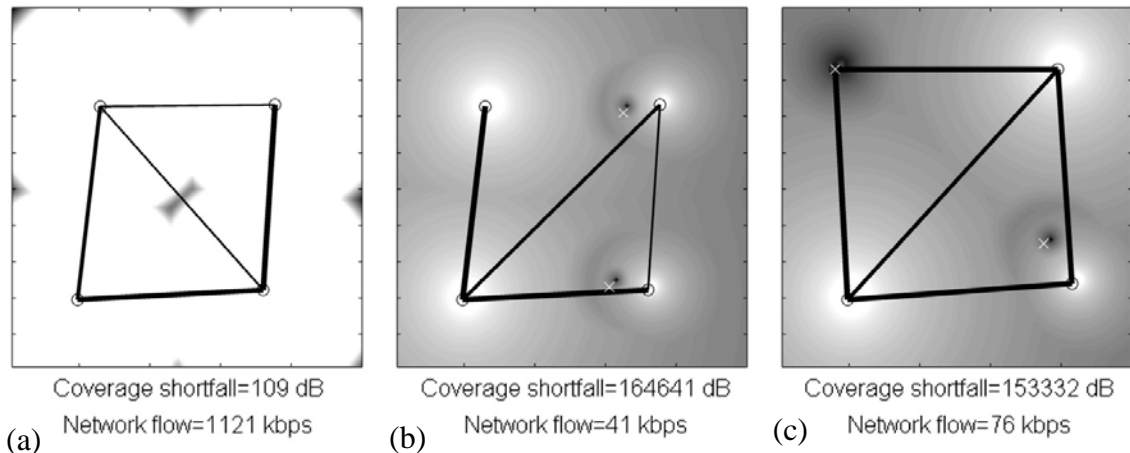 Coverage shortfall=109 dB
Network flow=1121 kbps
(a)
Coverage shortfall=164641 dB
Network flow=41 kbps
(b)
Coverage shortfall=153332 dB
Network flow=76 kbps
(c)